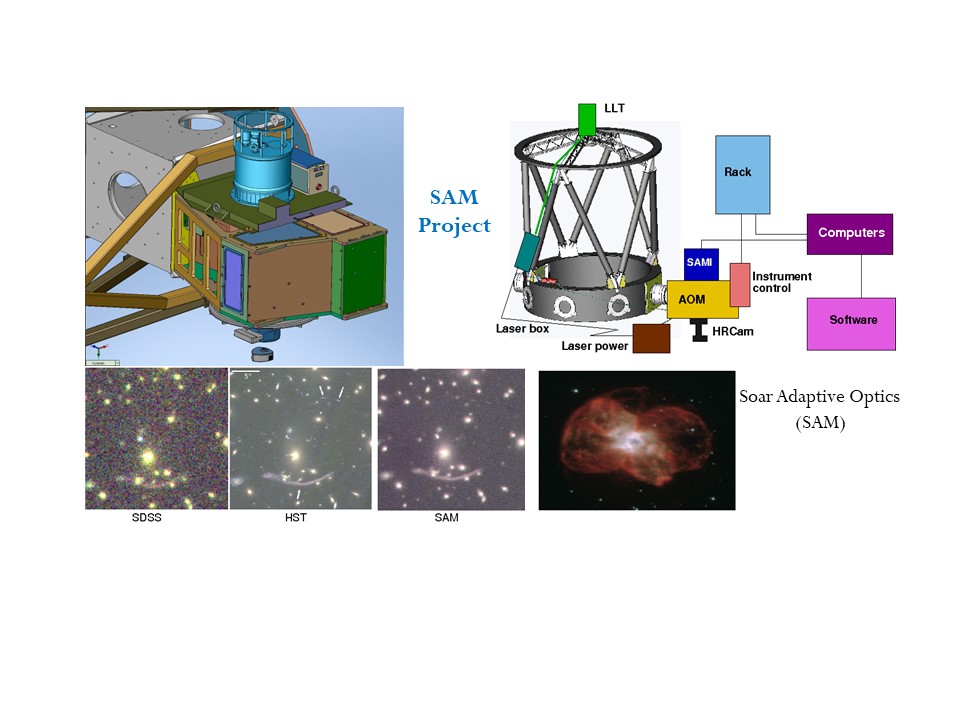 LLT
Rack
SAM
Project
Computers
SAMI
Instrument
control
AOM
Laser box
HRCam
Software
Laser power
5"
Soar Adaptive Optics
(SAM)
SDSS
HST
SAM